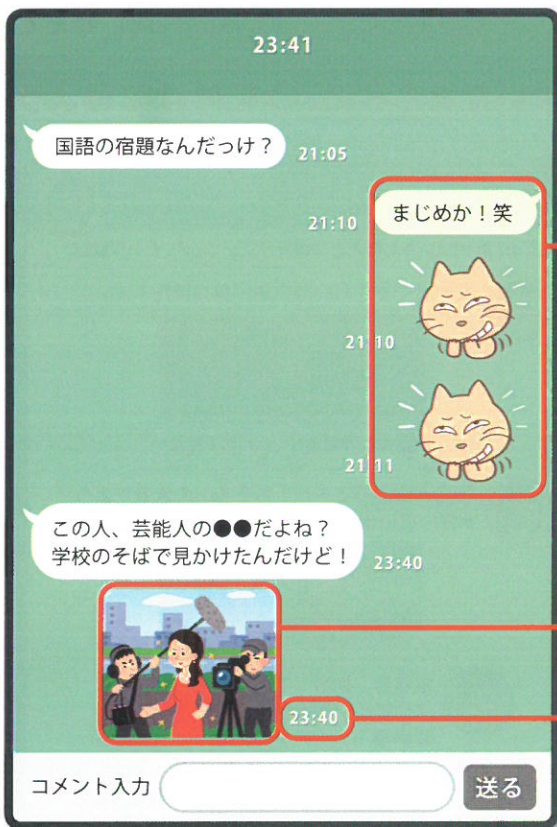 23:41
国語の宿題なんだっけ？
21:05
まじめか！笑
21:10
21:10
21:11
この人、芸能人の●●だよね？
学校のそばで見かけたんだけど！
23:40
23:40
コメント入力
送る